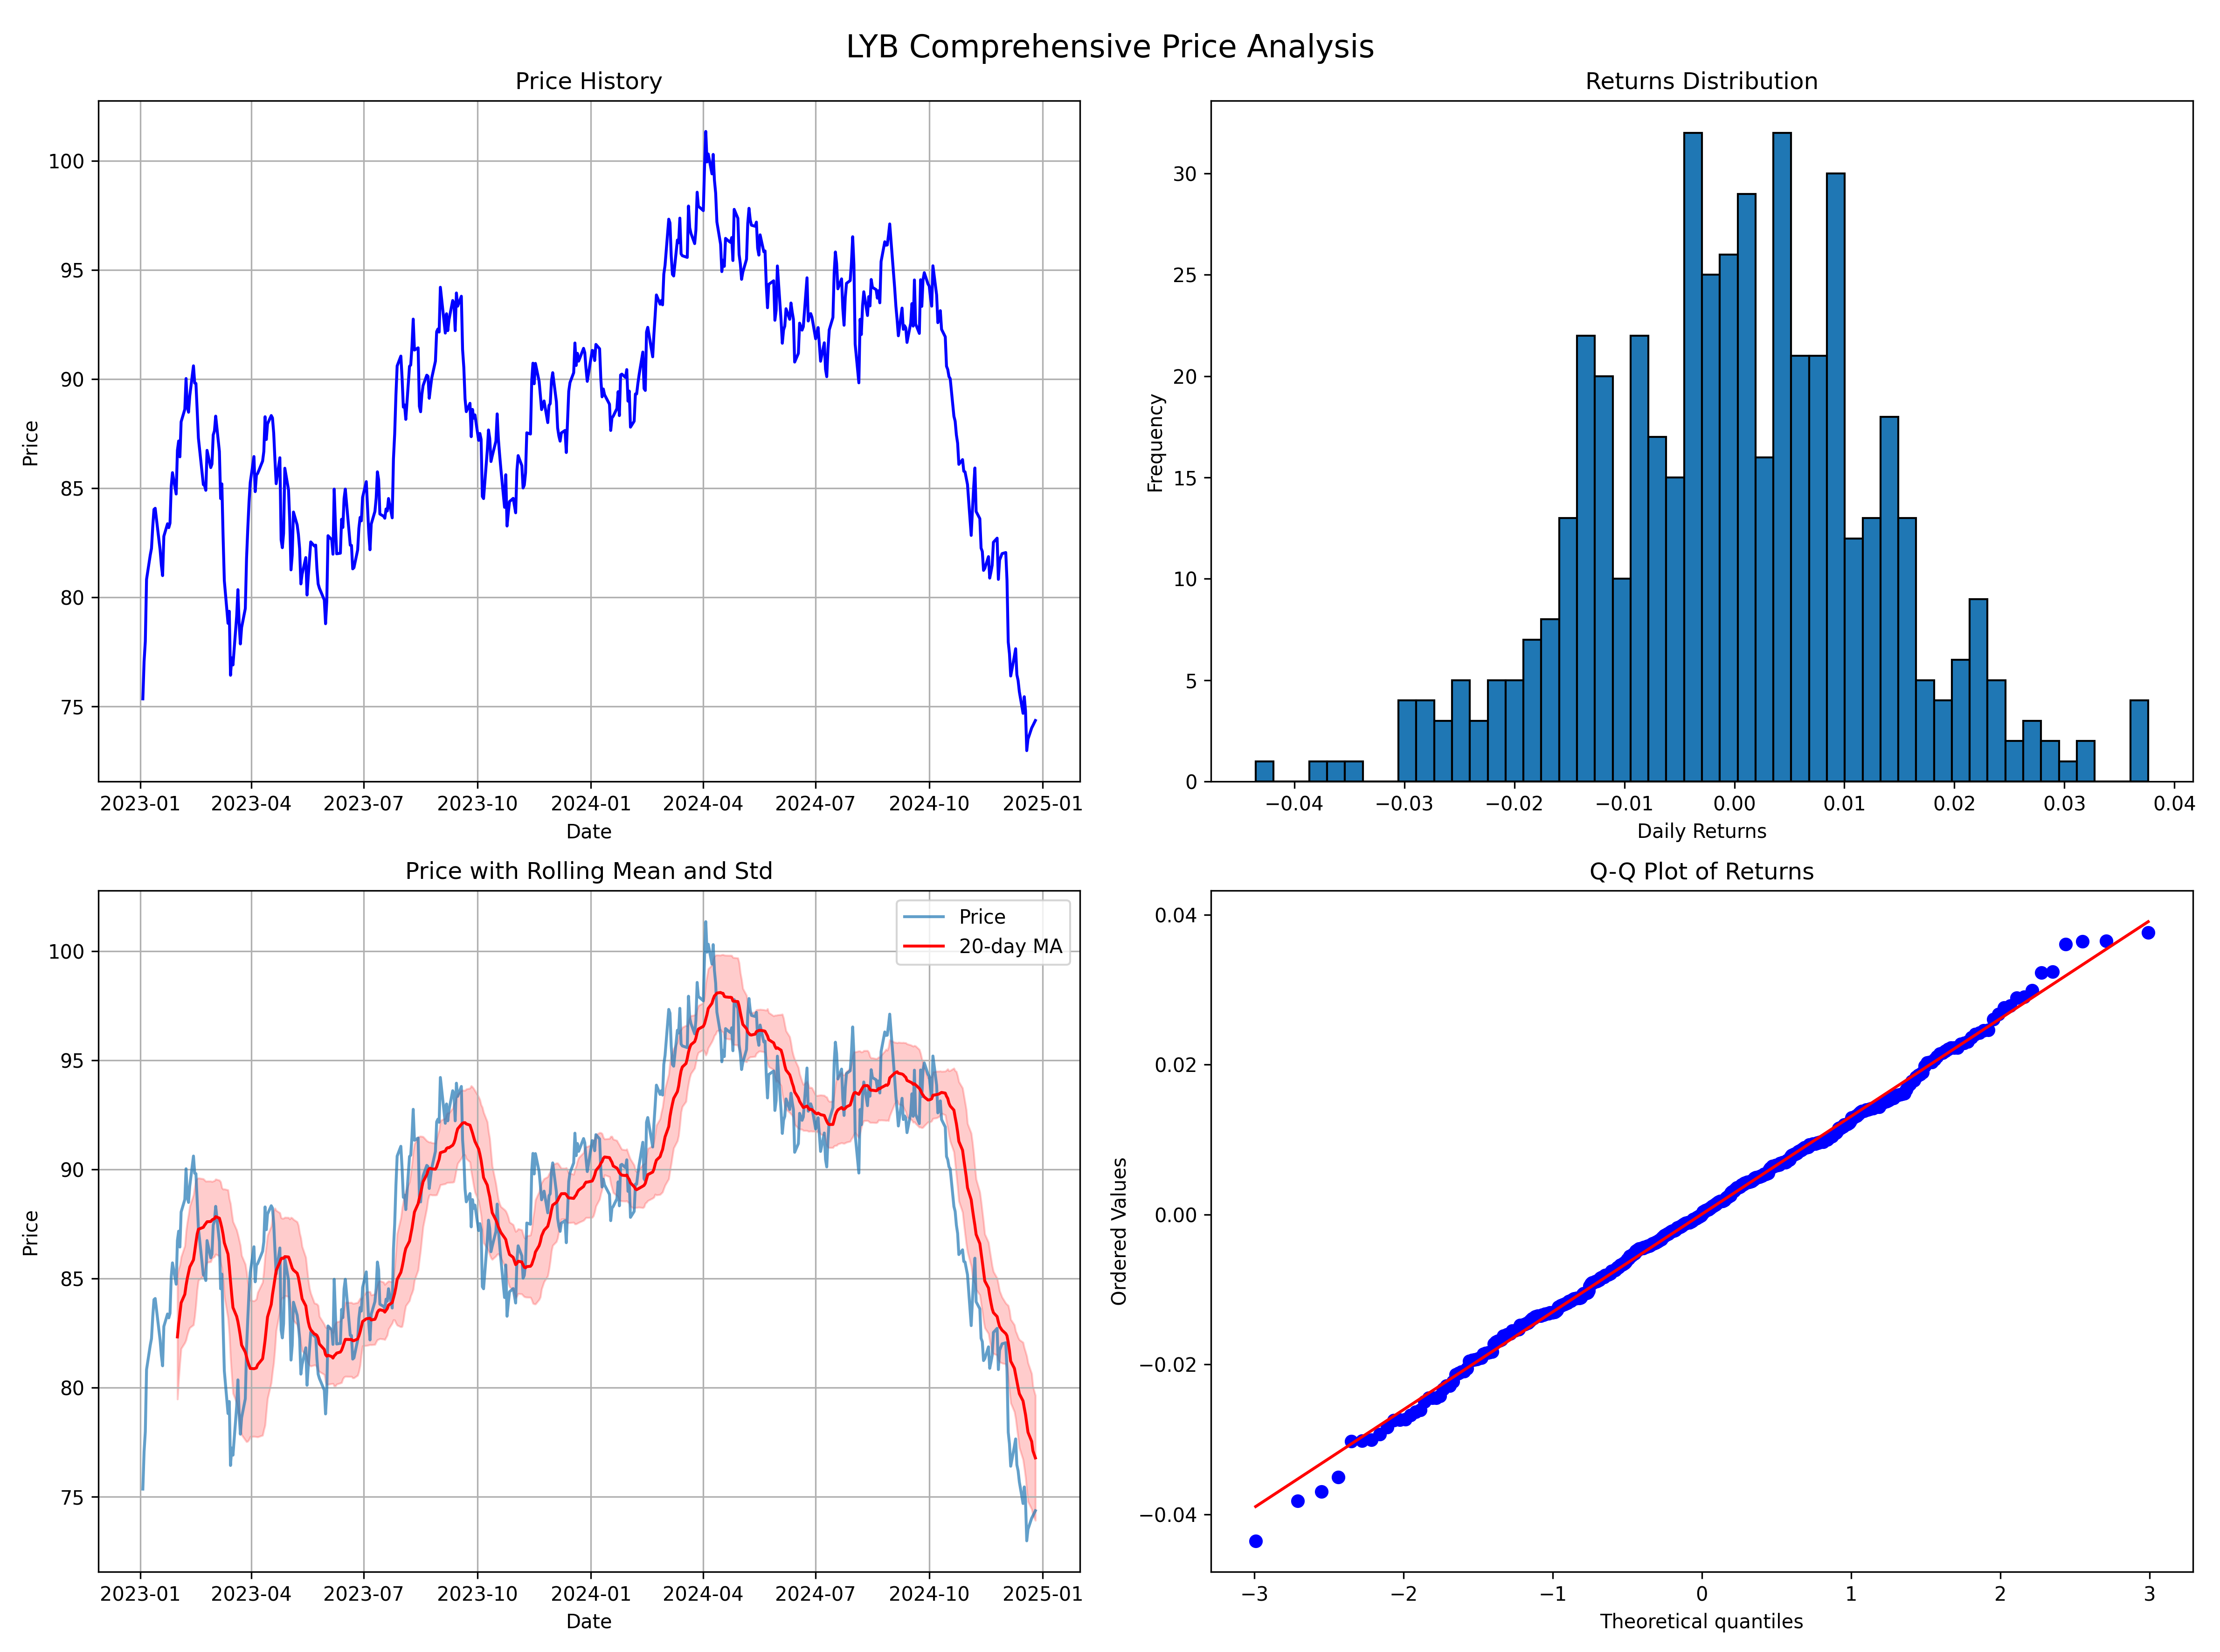 LYB Comprehensive Price Analysis
Price History
100
95
90
85
80
75
Price
2023-01 2023-04 2023-07 2023-10 2024-01 2024-04 2024-07 2024-10 2025-01
Date
Returns Distribution
30
25
20
15
10
5
0
Frequency
−0.04 −0.03 −0.02 −0.01 0.00 0.01 0.02 0.03 0.04
Daily Returns
Price with Rolling Mean and Std
Price
20-day MA
100
95
90
85
80
75
Price
2023-01 2023-04 2023-07 2023-10 2024-01 2024-04 2024-07 2024-10 2025-01
Date
Q-Q Plot of Returns
0.04
0.02
0.00
−0.02
−0.04
Ordered Values
−3 −2 −1 0 1 2 3
Theoretical quantiles